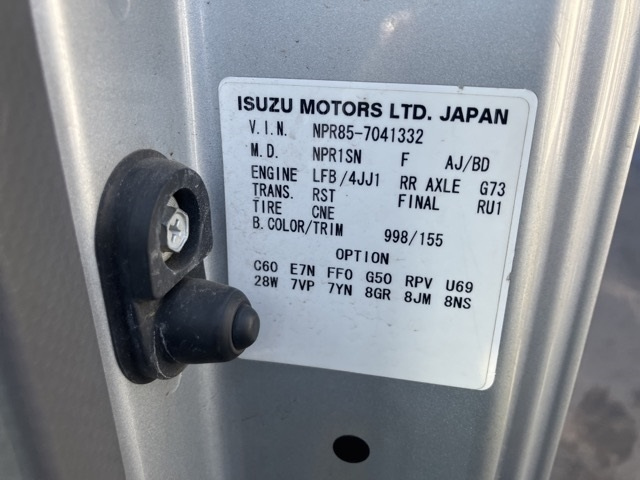 ISUZU MOTORS LTD. JAPAN
V.I.N. NPR85-7041332
M.D. NPR1SN F AJ/BD
ENGINE LFB/4JJ1 RR AXLE G73
TRANS. RST FINAL RU1
TIRE CNE
B.COLOR/TRIM 998/155
OPTION
C60 E7N FF0 G50 RPV U69
28W 7VP 7YN 8GR 8JM 8NS